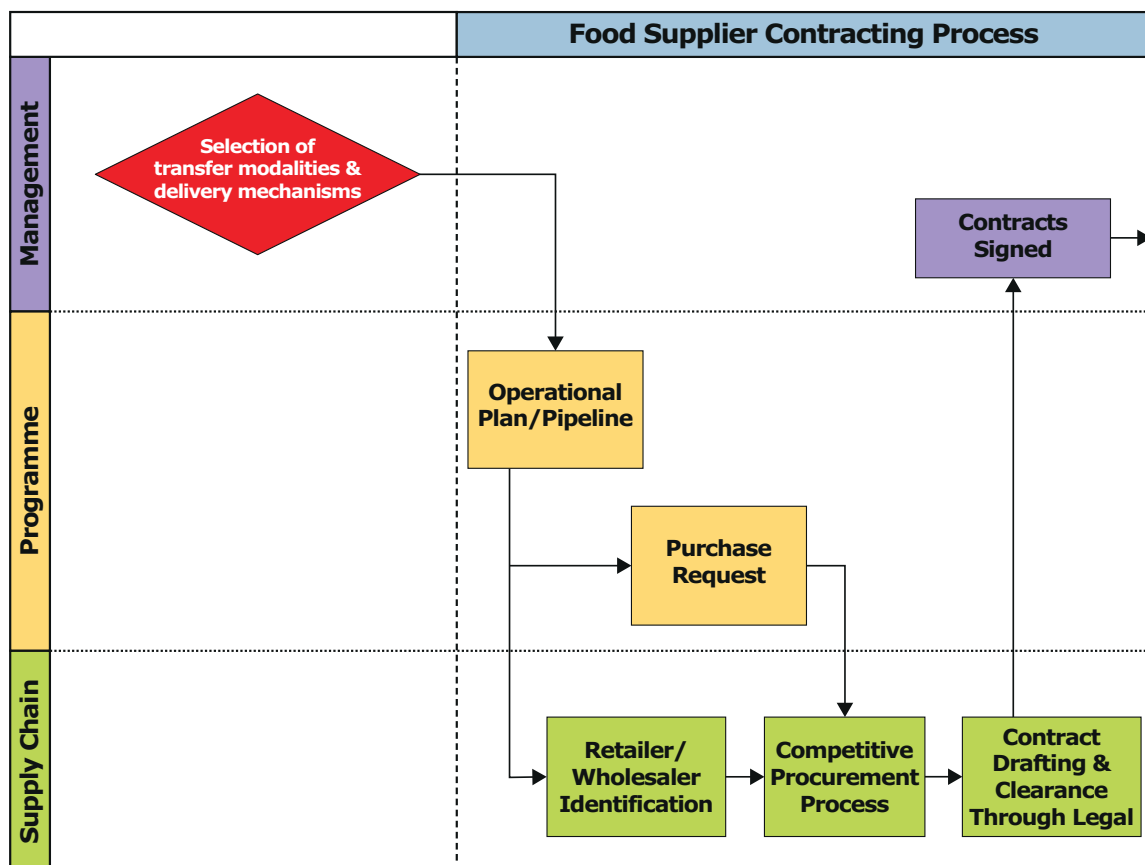 Food Supplier Contracting Process
Management
Selection of
transfer modalities &
delivery mechanisms
Contracts
Signed
Programme
Operational
Plan/Pipeline
Purchase
Request
Supply Chain
Retailer/
Wholesaler
Identification
Competitive
Procurement
Process
Contract
Drafting &
Clearance
Through Legal